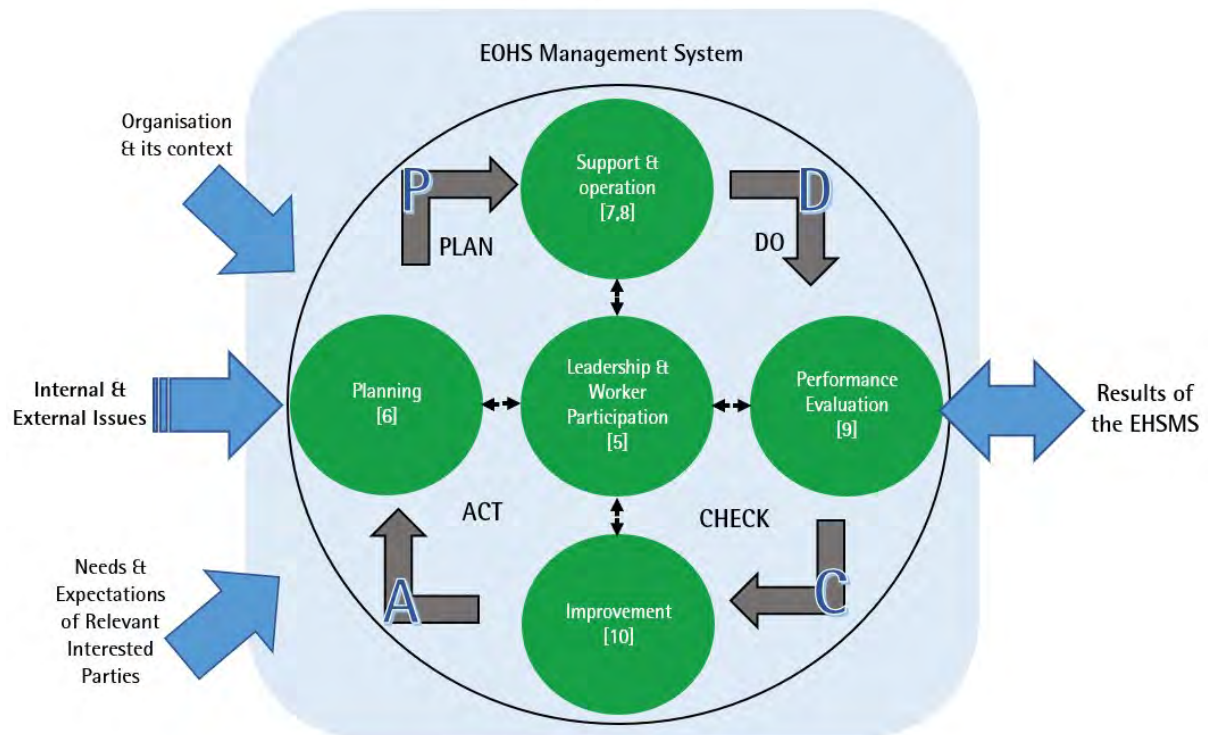 EOHS Management System
Organisation
& its context
Support &
operation
[7,8]
P
PLAN
D
DO
Internal &
External Issues
Planning
[6]
Leadership &
Worker
Participation
[5]
Performance
Evaluation
[9]
Results of
the EHSMS
ACT
CHECK
Needs &
Expectations
of Relevant
Interested
Parties
A
Improvement
[10]
C